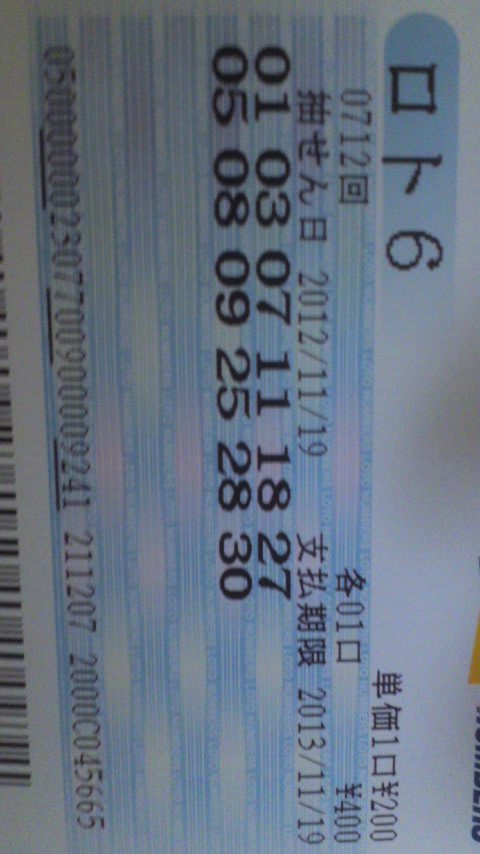 ロト6
単価1口¥200
0712回 各01口 ¥400
抽せん日 2012/11/19 支払期限 2013/11/19
01 03 07 11 18 27
05 08 09 25 28 30
05000000023077009000009241 211207 2000C045665